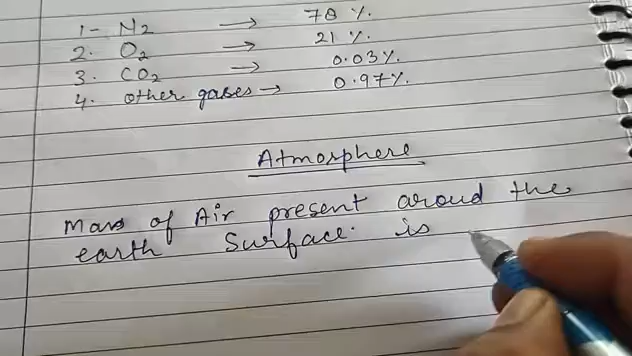 1- N2 → 78 %.
2. O2 → 21 %.
3. CO2 → 0.03 %.
4. other gases → 0.97 %.
Atmosphere
Mass of Air present aroud the
earth Surface. is